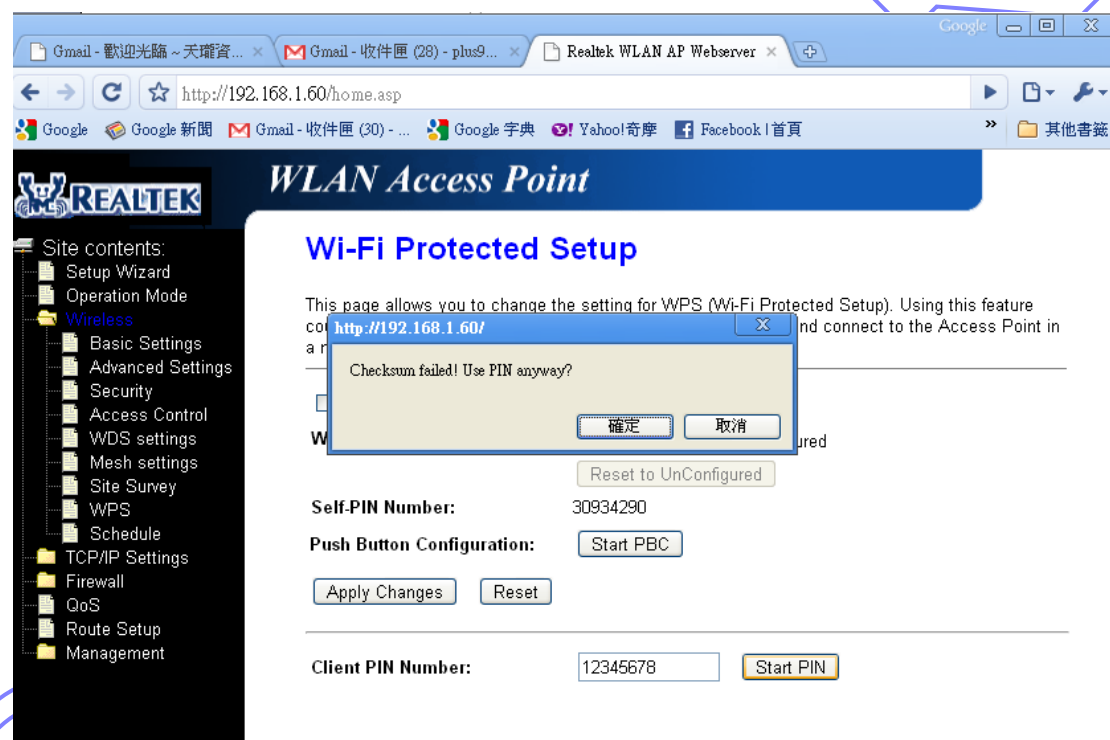 Google
Gmail - 歡迎光臨 ~ 天瓏資...
Gmail - 收件匣 (28) - plus9...
Realtek WLAN AP Webserver
http://192.168.1.60/home.asp
Google
Google 新聞
Gmail - 收件匣 (30) - ...
Google 字典
Yahoo!奇摩
Facebook | 首頁
»
其他書籤
REALTEK
WLAN Access Point
Site contents:
Setup Wizard
Operation Mode
Wireless
Basic Settings
Advanced Settings
Security
Access Control
WDS settings
Mesh settings
Site Survey
WPS
Schedule
TCP/IP Settings
Firewall
QoS
Route Setup
Management
Wi-Fi Protected Setup
This page allows you to change the setting for WPS (Wi-Fi Protected Setup). Using this feature
nd connect to the Access Point in
http://192.168.1.60/
Checksum failed! Use PIN anyway?
確定
取消
Reset to UnConfigured
Self-PIN Number: 30934290
Push Button Configuration: Start PBC
Apply Changes Reset
Client PIN Number: 12345678 Start PIN